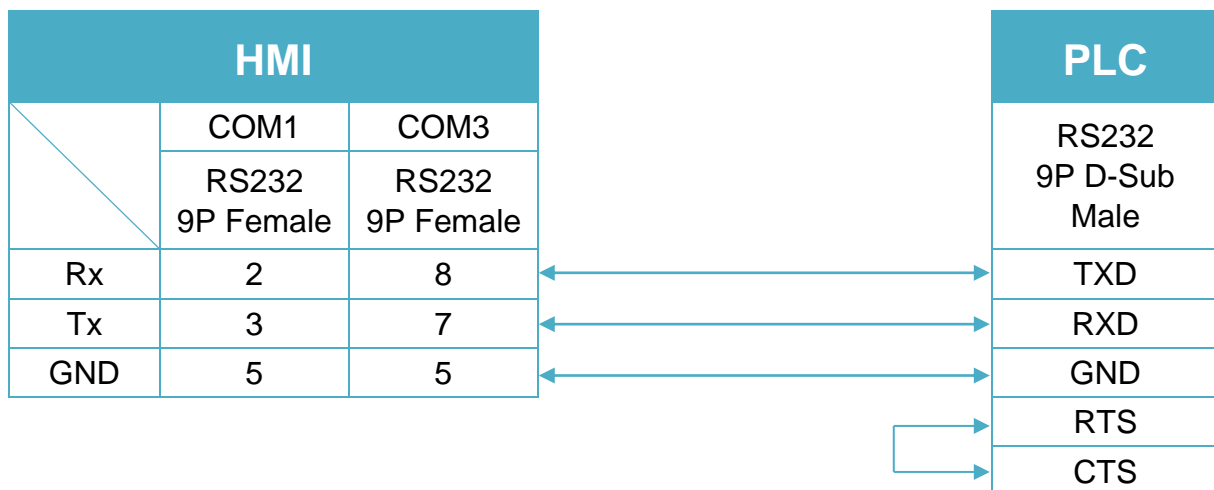 HMI
PLC
COM1 COM3
RS232
9P Female
RS232
9P Female
RS232
9P D-Sub
Male
Rx 2 8 TXD
Tx 3 7 RXD
GND 5 5 GND
RTS
CTS